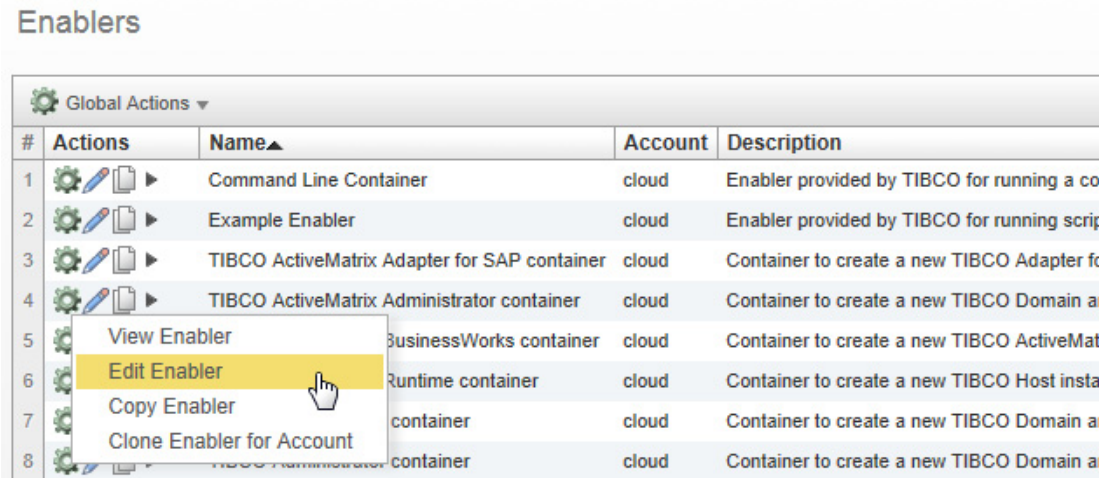 Enablers
Global Actions
# Actions Name Account Description
1 Command Line Container cloud Enabler provided by TIBCO for running a co
2 Example Enabler cloud Enabler provided by TIBCO for running scrip
3 TIBCO ActiveMatrix Adapter for SAP container cloud Container to create a new TIBCO Adapter fo
4 TIBCO ActiveMatrix Administrator container cloud Container to create a new TIBCO Domain a
5 BusinessWorks container cloud Container to create a new TIBCO ActiveMat
6 Runtime container cloud Container to create a new TIBCO Host insta
7 container cloud Container to create a new TIBCO Domain a
8 TIBCO Administrator container cloud Container to create a new TIBCO Domain a
View Enabler
Edit Enabler
Copy Enabler
Clone Enabler for Account